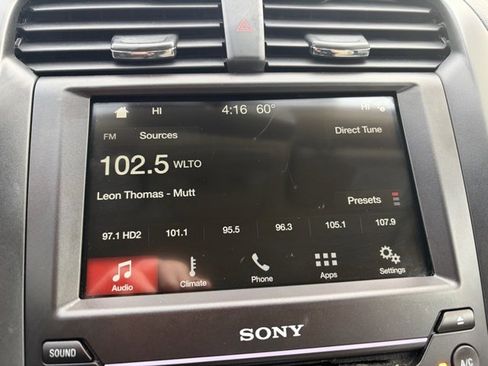 HI 4:16 60° HI
FM Sources Direct Tune
102.5 WLTO
Leon Thomas - Mutt
Presets
97.1 HD2 101.1 95.5 96.3 105.1 107.9
Audio Climate Phone Apps Settings
SONY
SOUND
A/C